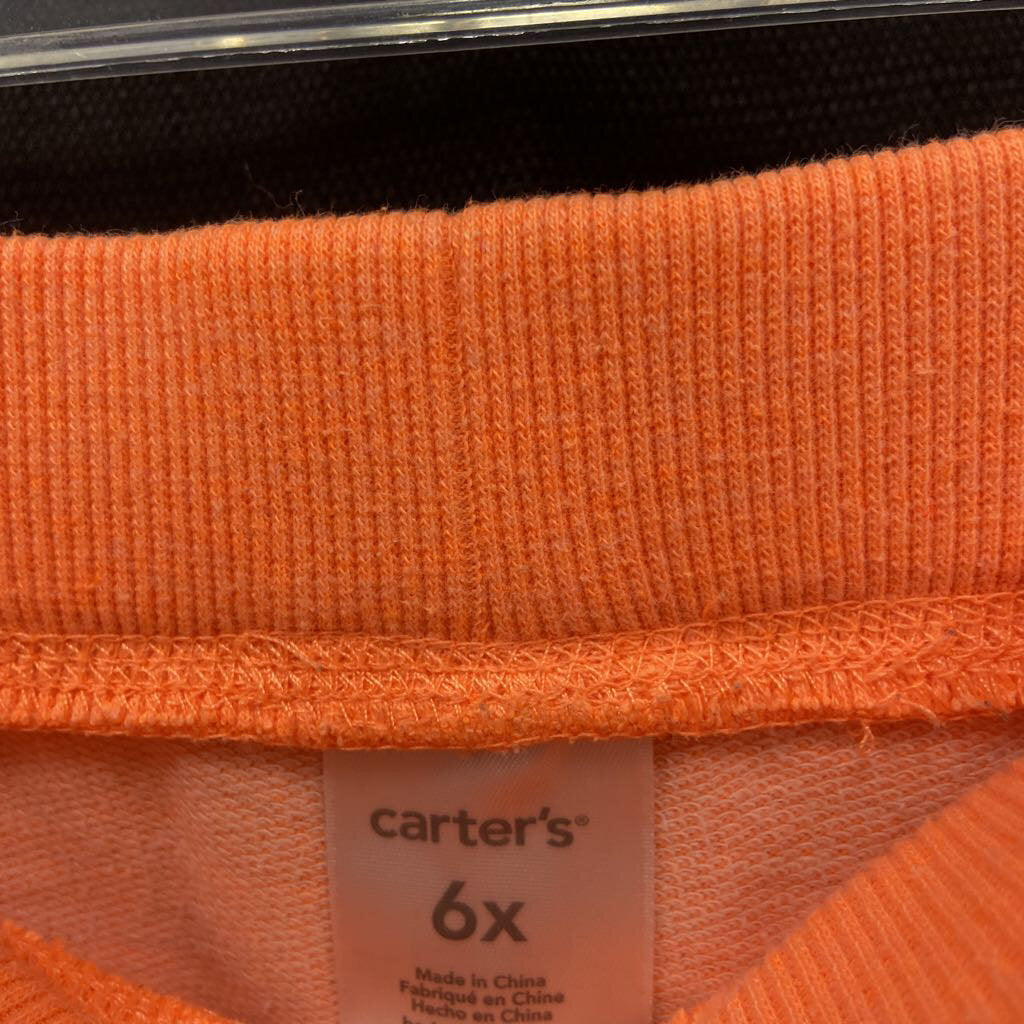 carter's®
6x
Made in China
Fabriqué en Chine
Hecho en China